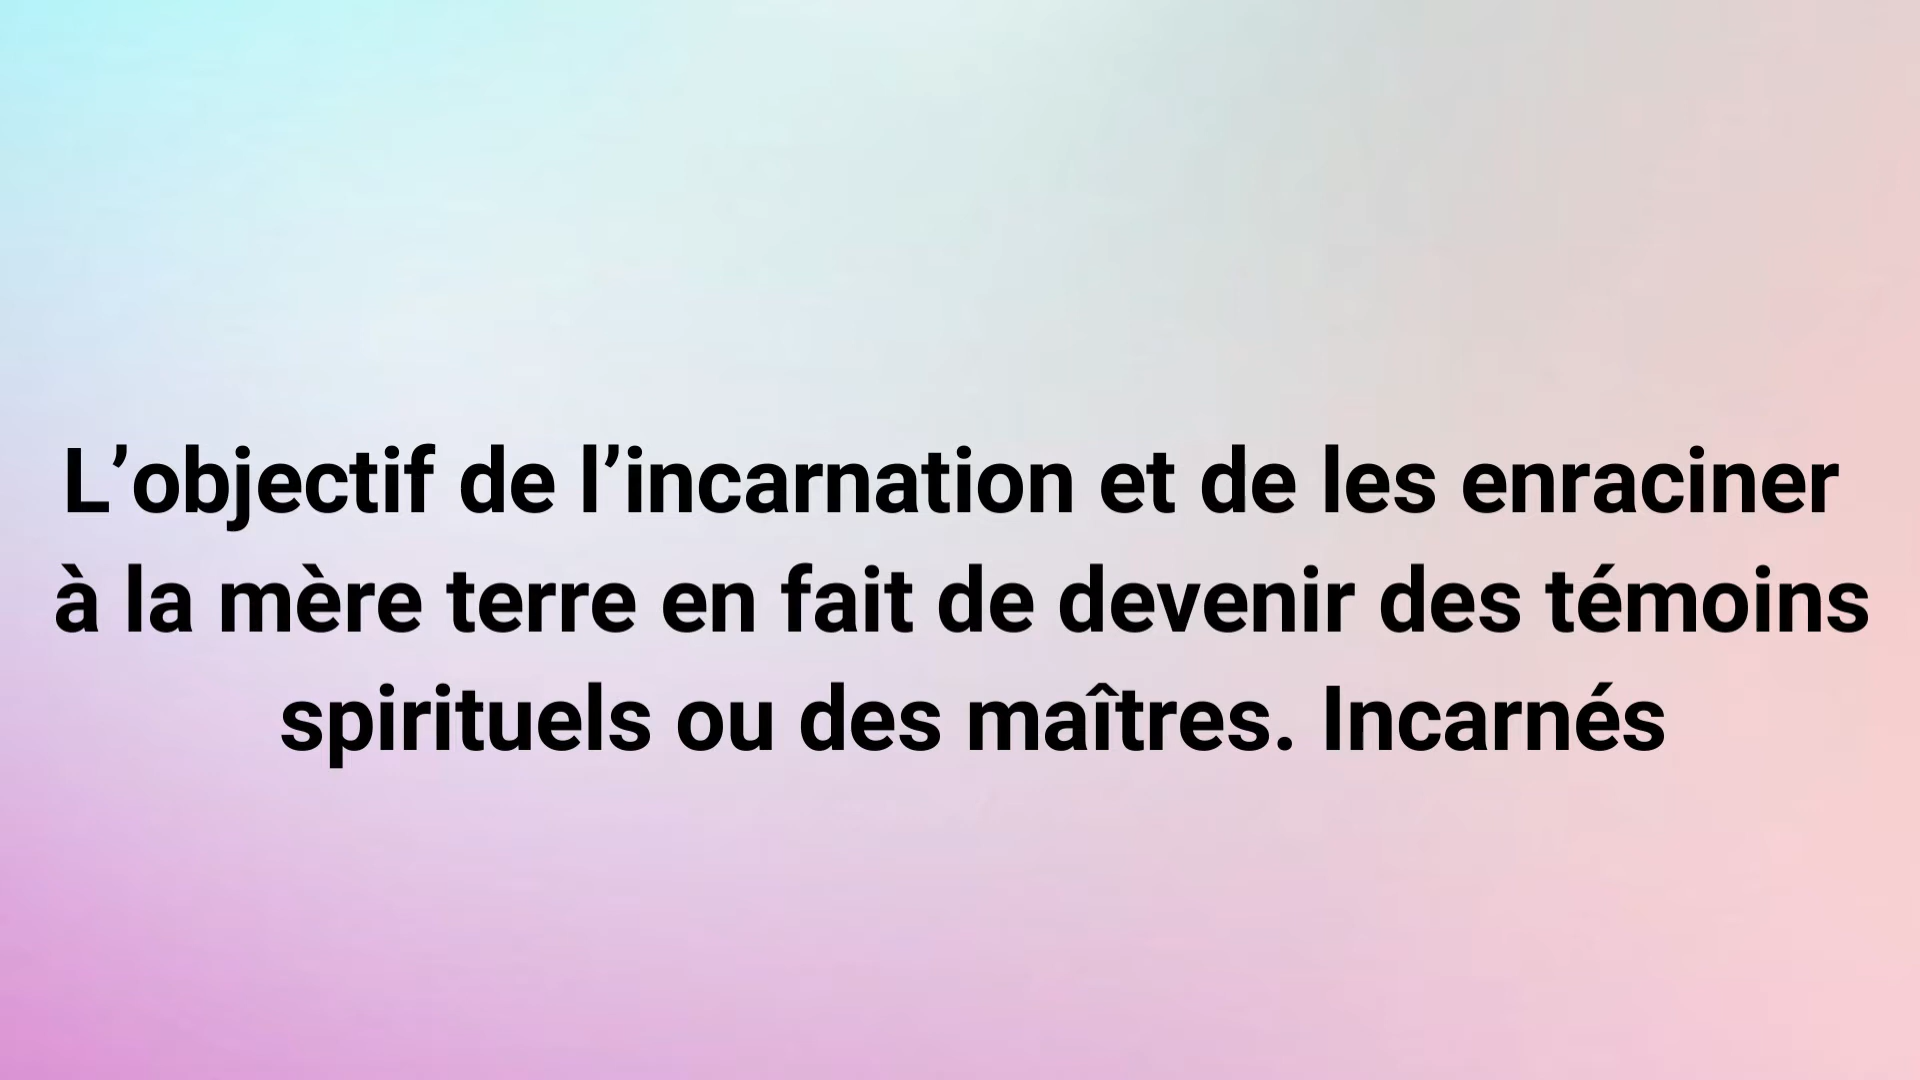 L’objectif de l’incarnation et de les enraciner
à la mère terre en fait de devenir des témoins
spirituels ou des maîtres. Incarnés